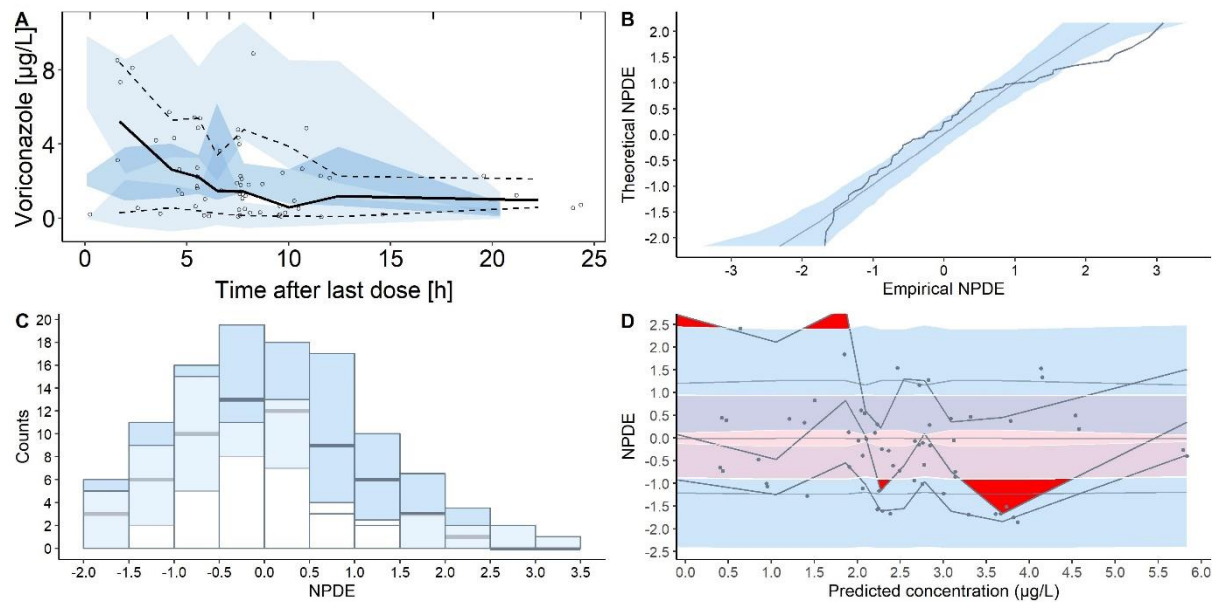 A
Voriconazole [µg/L]
8
4
0
0 5 10 15 20 25
Time after last dose [h]
B
Theoretical NPDE
2.0
1.5
1.0
0.5
0.0
-0.5
-1.0
-1.5
-2.0
-3 -2 -1 0 1 2 3
Empirical NPDE
C
Counts
20
18
16
14
12
10
8
6
4
2
0
-2.0 -1.5 -1.0 -0.5 0.0 0.5 1.0 1.5 2.0 2.5 3.0 3.5
NPDE
D
NPDE
2.5
2.0
1.5
1.0
0.5
0.0
-0.5
-1.0
-1.5
-2.0
-2.5
0.0 0.5 1.0 1.5 2.0 2.5 3.0 3.5 4.0 4.5 5.0 5.5 6.0
Predicted concentration (µg/L)